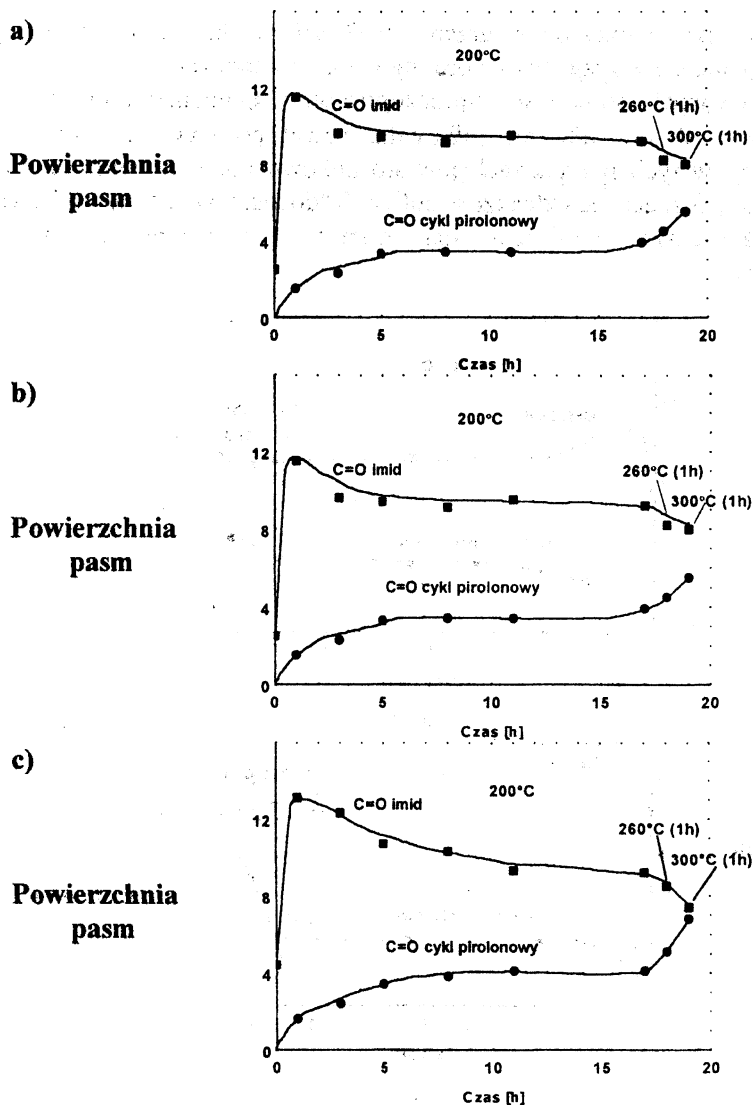 a)
200°C
12
C=O imid
260°C (1h)
300°C (1h)
Powierzchnia
pasm
8
C=O cykl pirolonowy
4
0
0 5 10 15 20
Czas [h]
b)
200°C
12
C=O imid
260°C (1h)
300°C (1h)
Powierzchnia
pasm
8
C=O cykl pirolonowy
4
0
0 5 10 15 20
Czas [h]
c)
200°C
C=O imid
12
260°C (1h)
300°C (1h)
Powierzchnia
pasm
8
C=O cykl pirolonowy
4
0
0 5 10 15 20
Czas [h]